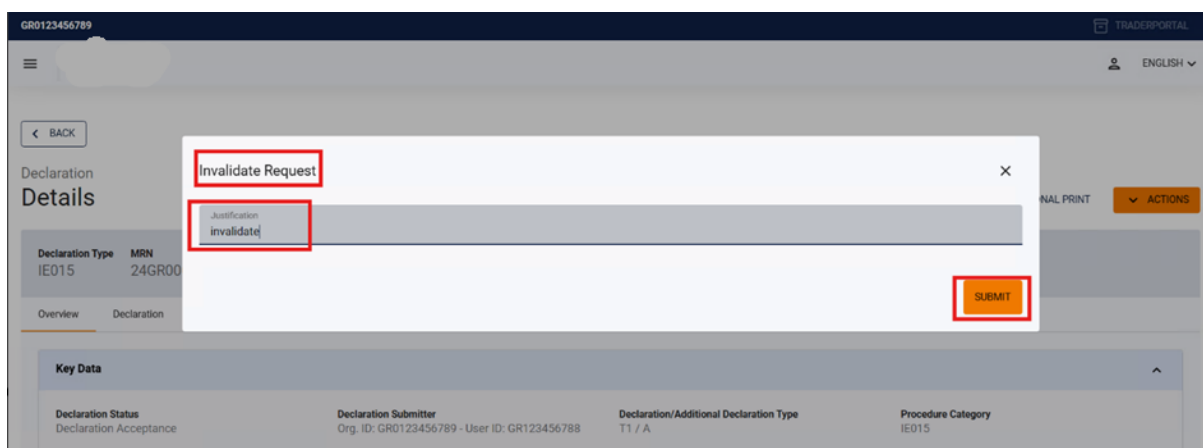 GR0123456789 TRADERPORTAL
ENGLISH
BACK
Declaration
Details
Invalidate Request
Justification
invalidate
SUBMIT
PRINT ACTIONS
Declaration Type MRN
IE015 24GR00
Overview Declaration
Key Data
Declaration Status Declaration Submitter Declaration/Additional Declaration Type Procedure Category
Declaration Acceptance Org. ID: GR0123456789 - User ID: GR123456788 T1 / A IE015